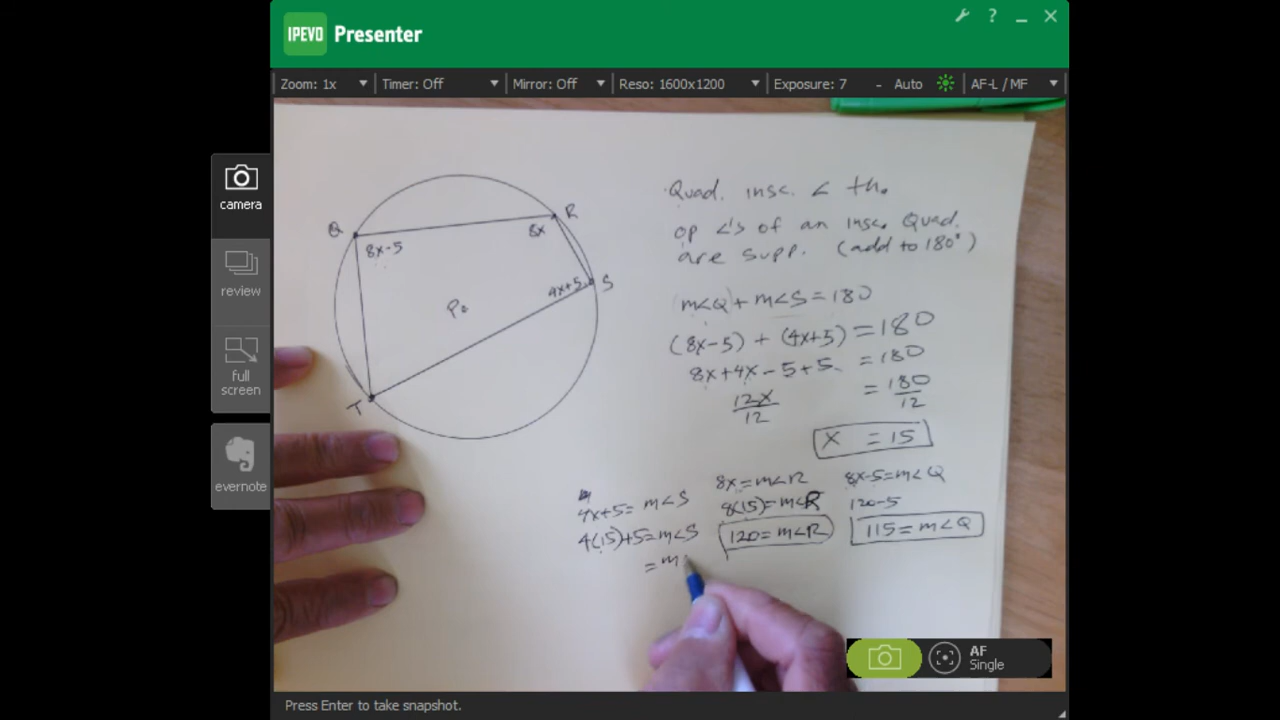 IPEVO Presenter
Zoom: 1x Timer: Off Mirror: Off Reso: 1600x1200 Exposure: 7 - Auto AF-L / MF
camera
review
full
screen
evernote
Q
R
8x-5
8x
4x+5
S
P
T
Quad. insc. ∠ th.
op ∠'s of an insc. Quad.
are supp. (add to 180°)
m∠Q + m∠S = 180
(8x-5) + (4x+5) = 180
8x+4x-5+5 = 180
12x/12 = 180/12
x = 15
4x+5 = m∠S
4(15)+5 = m∠S
= m
8x = m∠R
8(15) = m∠R
120 = m∠R
8x-5 = m∠Q
120-5
115 = m∠Q
AF
Single
Press Enter to take snapshot.